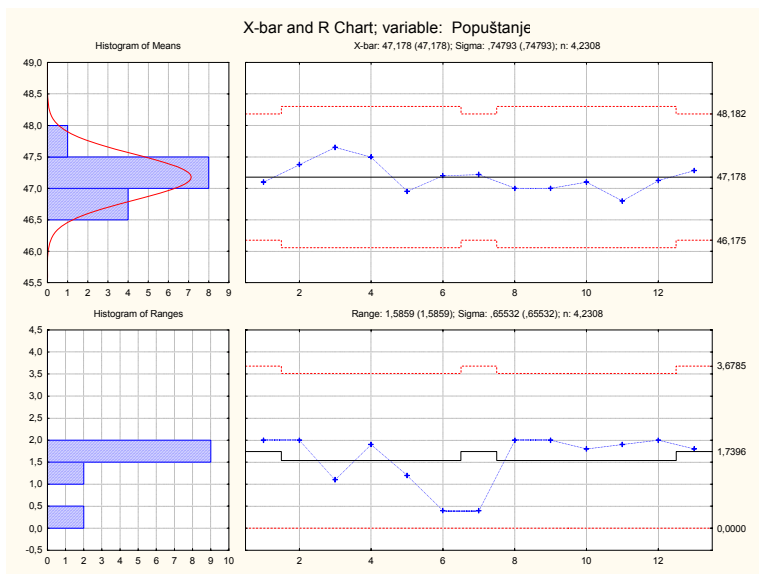 X-bar and R Chart; variable: Popuštanje
Histogram of Means
X-bar: 47,178 (47,178); Sigma: ,74793 (,74793); n: 4,2308
49,0
48,5
48,0
47,5
47,0
46,5
46,0
45,5
0 1 2 3 4 5 6 7 8 9
48,182
47,178
46,175
2 4 6 8 10 12
Histogram of Ranges
Range: 1,5859 (1,5859); Sigma: ,65532 (,65532); n: 4,2308
4,5
4,0
3,5
3,0
2,5
2,0
1,5
1,0
0,5
0,0
-0,5
0 1 2 3 4 5 6 7 8 9 10
3,6785
1,7396
0,0000
2 4 6 8 10 12